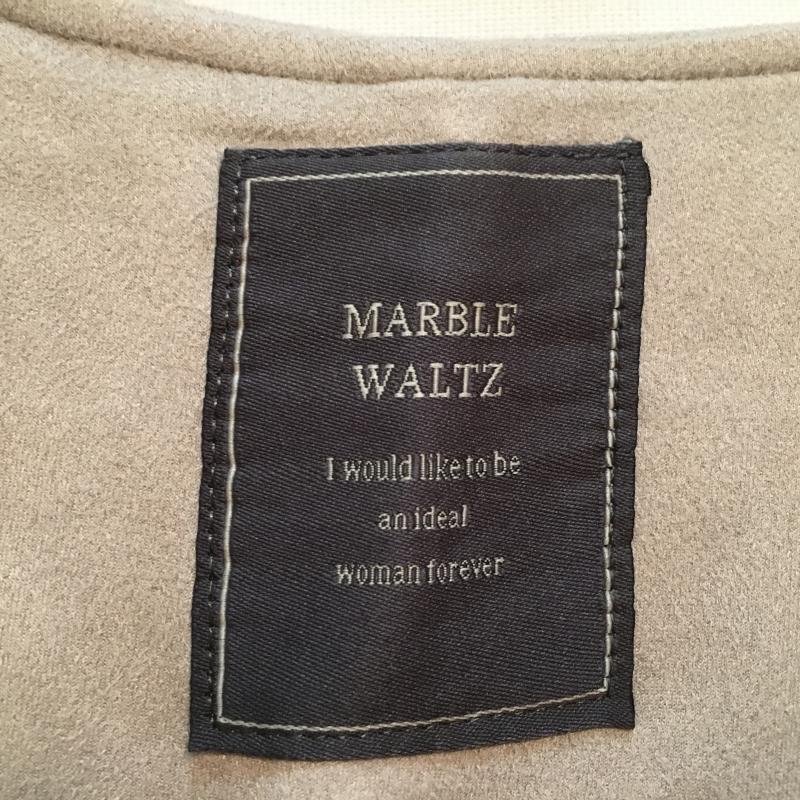 MARBLE
WALTZ
I would like to be
an ideal
woman forever